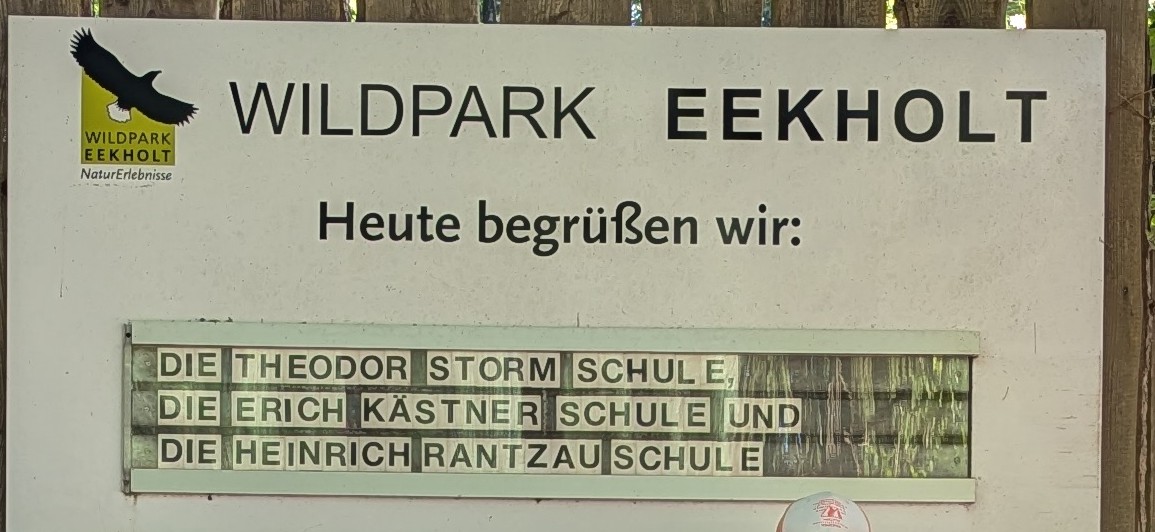 WILDPARK EEKHOLT
WILDPARK
EEKHOLT
NaturErlebnisse
Heute begrüßen wir:
DIE THEODOR STORM SCHULE,
DIE ERICH KÄSTNER SCHULE UND
DIE HEINRICH RANTZAU SCHULE